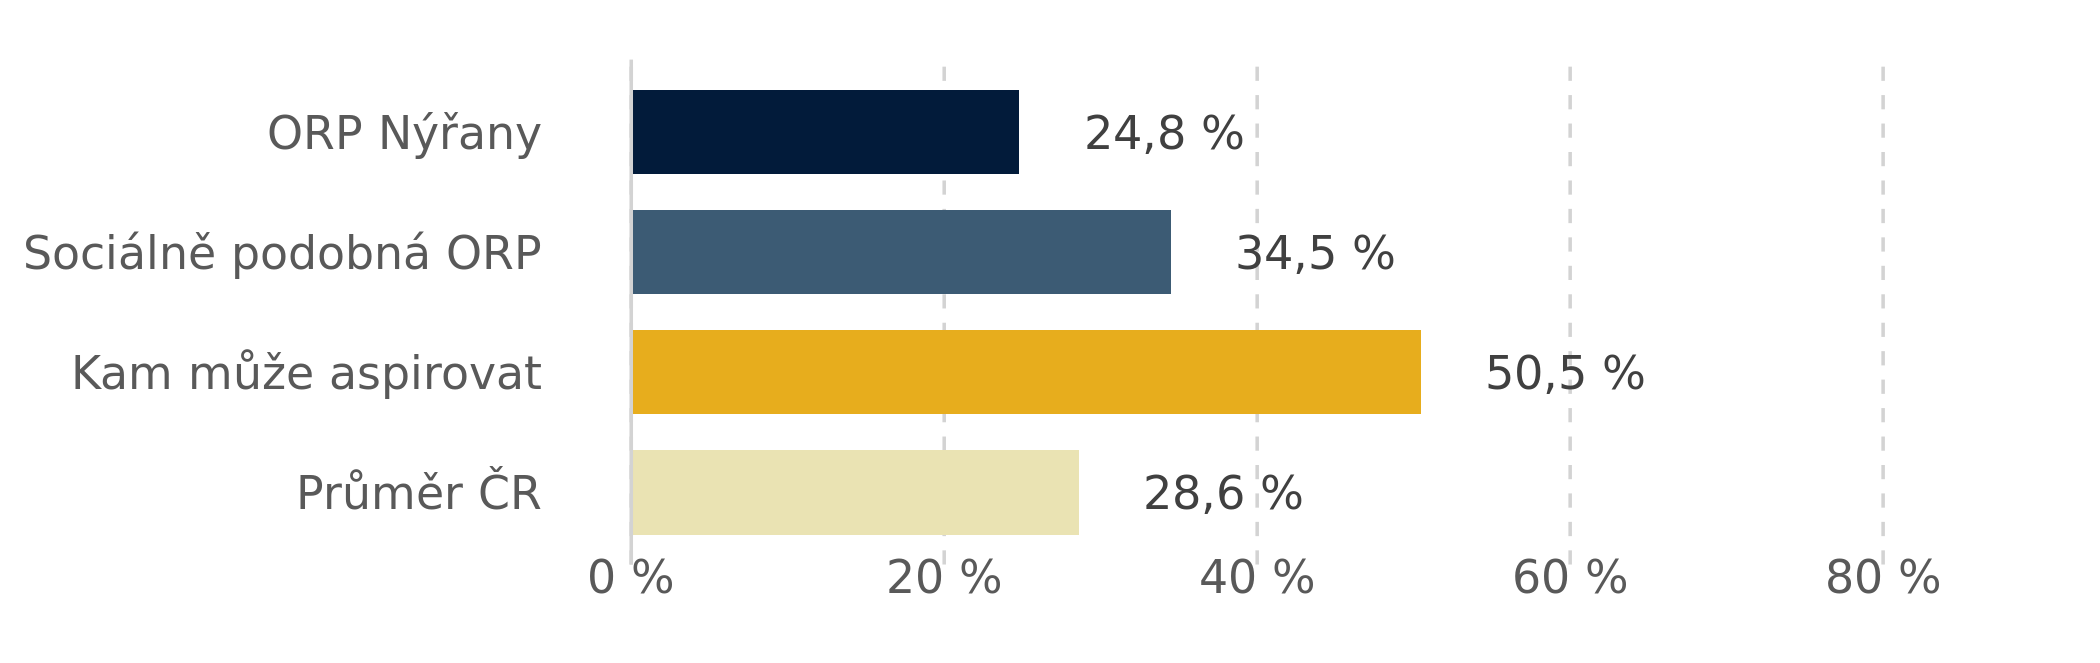 ORP Nýřany 24,8 %
Sociálně podobná ORP 34,5 %
Kam může aspirovat 50,5 %
Průměr ČR 28,6 %
0 % 20 % 40 % 60 % 80 %